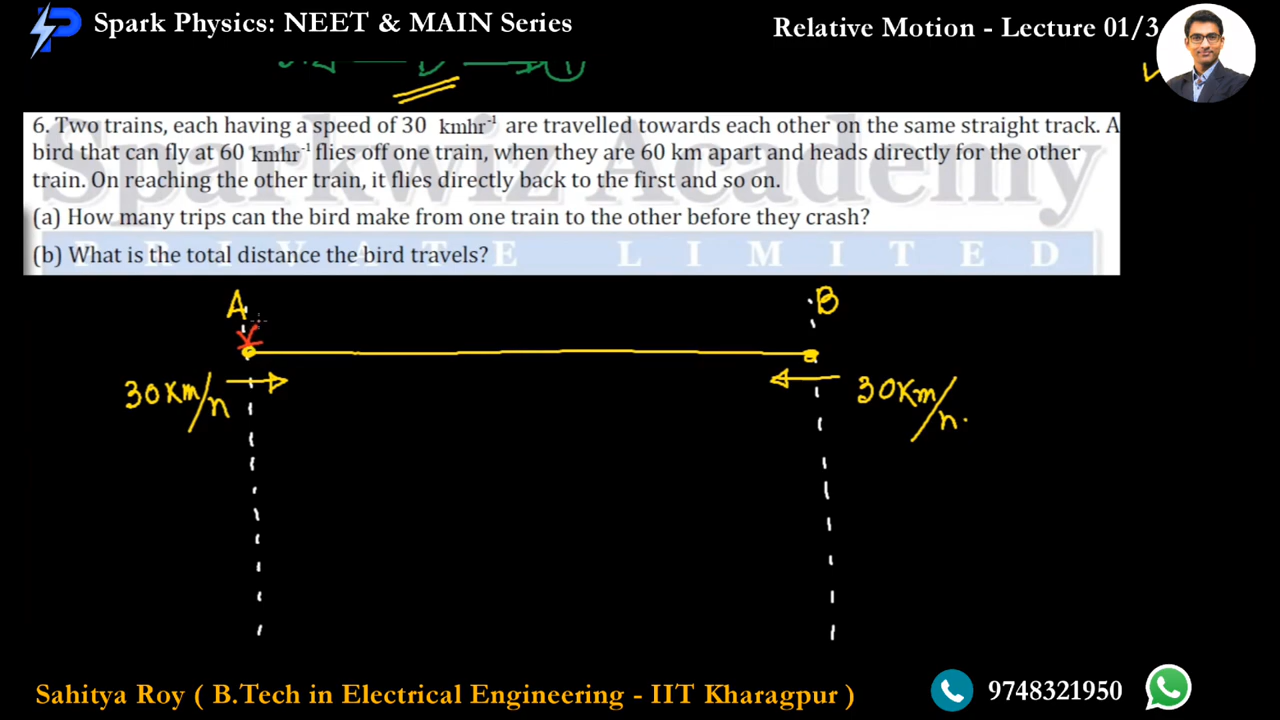 Spark Physics: NEET & MAIN Series
Relative Motion - Lecture 01/3
6. Two trains, each having a speed of 30 kmhr⁻¹ are travelled towards each other on the same straight track. A
bird that can fly at 60 kmhr⁻¹ flies off one train, when they are 60 km apart and heads directly for the other
train. On reaching the other train, it flies directly back to the first and so on.
(a) How many trips can the bird make from one train to the other before they crash?
(b) What is the total distance the bird travels?
Sparkwiz Academy
PRIVATE LIMITED
A
B
30Km/h
30Km/h.
Sahitya Roy ( B.Tech in Electrical Engineering - IIT Kharagpur )
9748321950